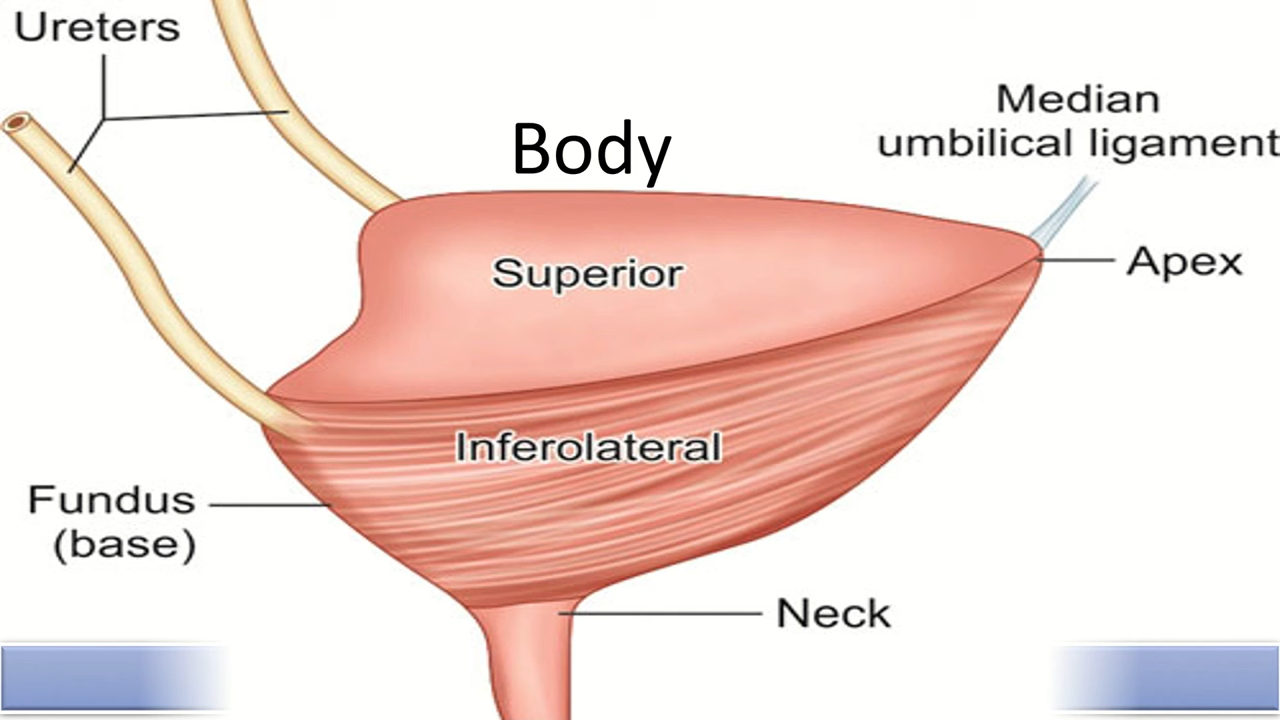 Ureters
Body
Median
umbilical ligament
Superior
Apex
Inferolateral
Fundus
(base)
Neck